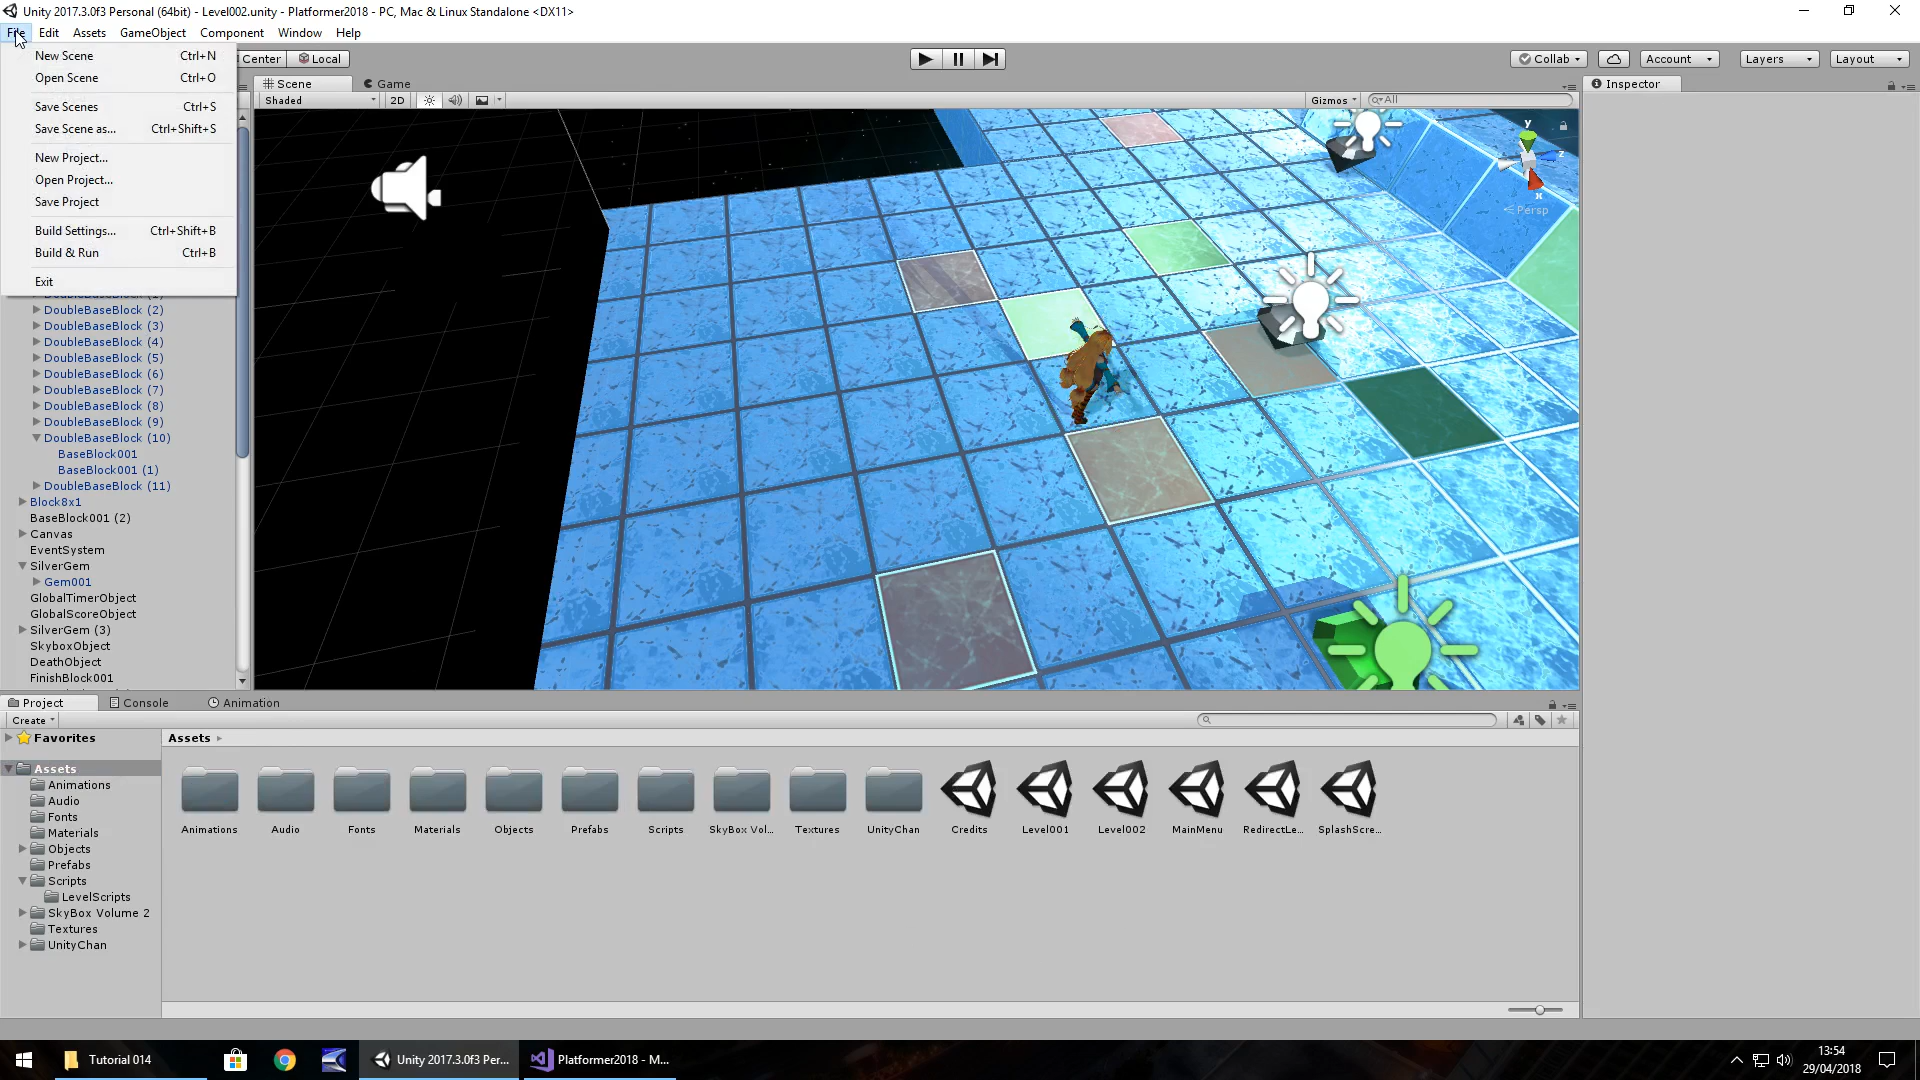 Unity 2017.3.0f3 Personal (64bit) - Level002.unity - Platformer2018 - PC, Mac & Linux Standalone <DX11>
File Edit Assets GameObject Component Window Help
New Scene Ctrl+N
Open Scene Ctrl+O
Save Scenes Ctrl+S
Save Scene as... Ctrl+Shift+S
New Project...
Open Project...
Save Project
Build Settings... Ctrl+Shift+B
Build & Run Ctrl+B
Exit
Center Local
Collab Account Layers Layout
Scene Game
Shaded 2D Gizmos All
Inspector
y
z
x
Persp
DoubleBaseBlock (1)
DoubleBaseBlock (2)
DoubleBaseBlock (3)
DoubleBaseBlock (4)
DoubleBaseBlock (5)
DoubleBaseBlock (6)
DoubleBaseBlock (7)
DoubleBaseBlock (8)
DoubleBaseBlock (9)
DoubleBaseBlock (10)
BaseBlock001
BaseBlock001 (1)
DoubleBaseBlock (11)
Block8x1
BaseBlock001 (2)
Canvas
EventSystem
SilverGem
Gem001
GlobalTimerObject
GlobalScoreObject
SilverGem (3)
SkyboxObject
DeathObject
FinishBlock001
Project Console Animation
Create
Favorites
Assets
Animations
Audio
Fonts
Materials
Objects
Prefabs
Scripts
LevelScripts
SkyBox Volume 2
Textures
UnityChan
Assets
Animations Audio Fonts Materials Objects Prefabs Scripts SkyBox Vol... Textures UnityChan Credits Level001 Level002 MainMenu RedirectLe... SplashScre...
Tutorial 014
Unity 2017.3.0f3 Per...
Platformer2018 - M...
13:54
29/04/2018